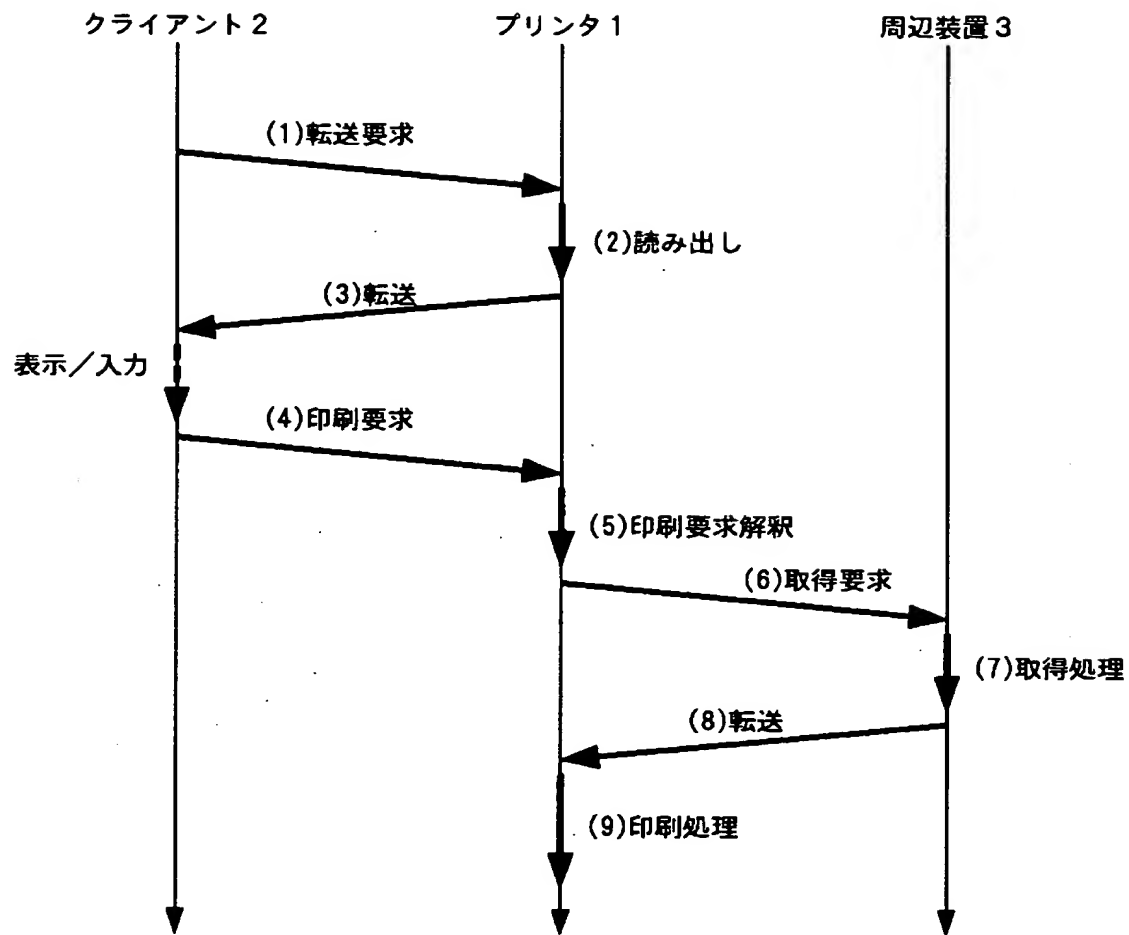 クライアント2
プリンタ1
周辺装置3
(1)転送要求
(2)読み出し
(3)転送
表示／入力
(4)印刷要求
(5)印刷要求解釈
(6)取得要求
(7)取得処理
(8)転送
(9)印刷処理